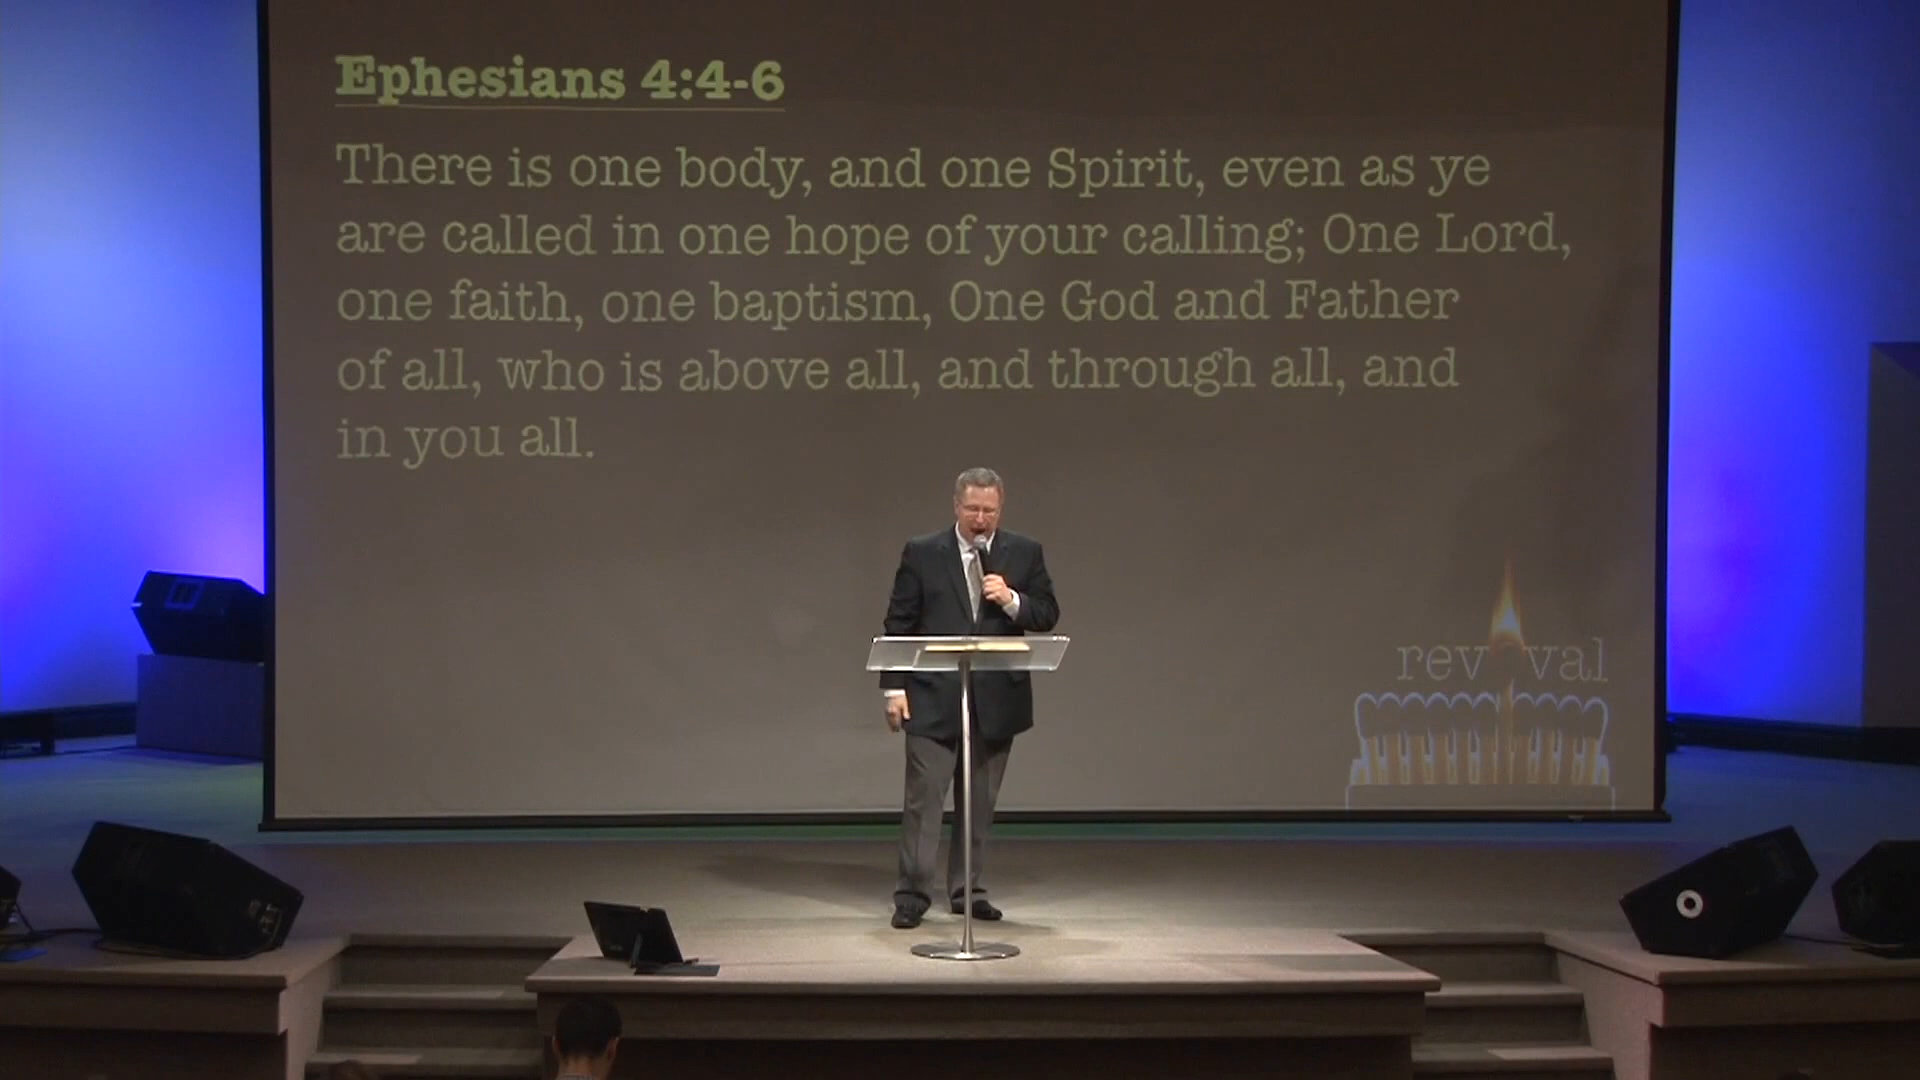 Ephesians 4:4-6
There is one body, and one Spirit, even as ye
are called in one hope of your calling; One Lord,
one faith, one baptism, One God and Father
of all, who is above all, and through all, and
in you all.
rev val